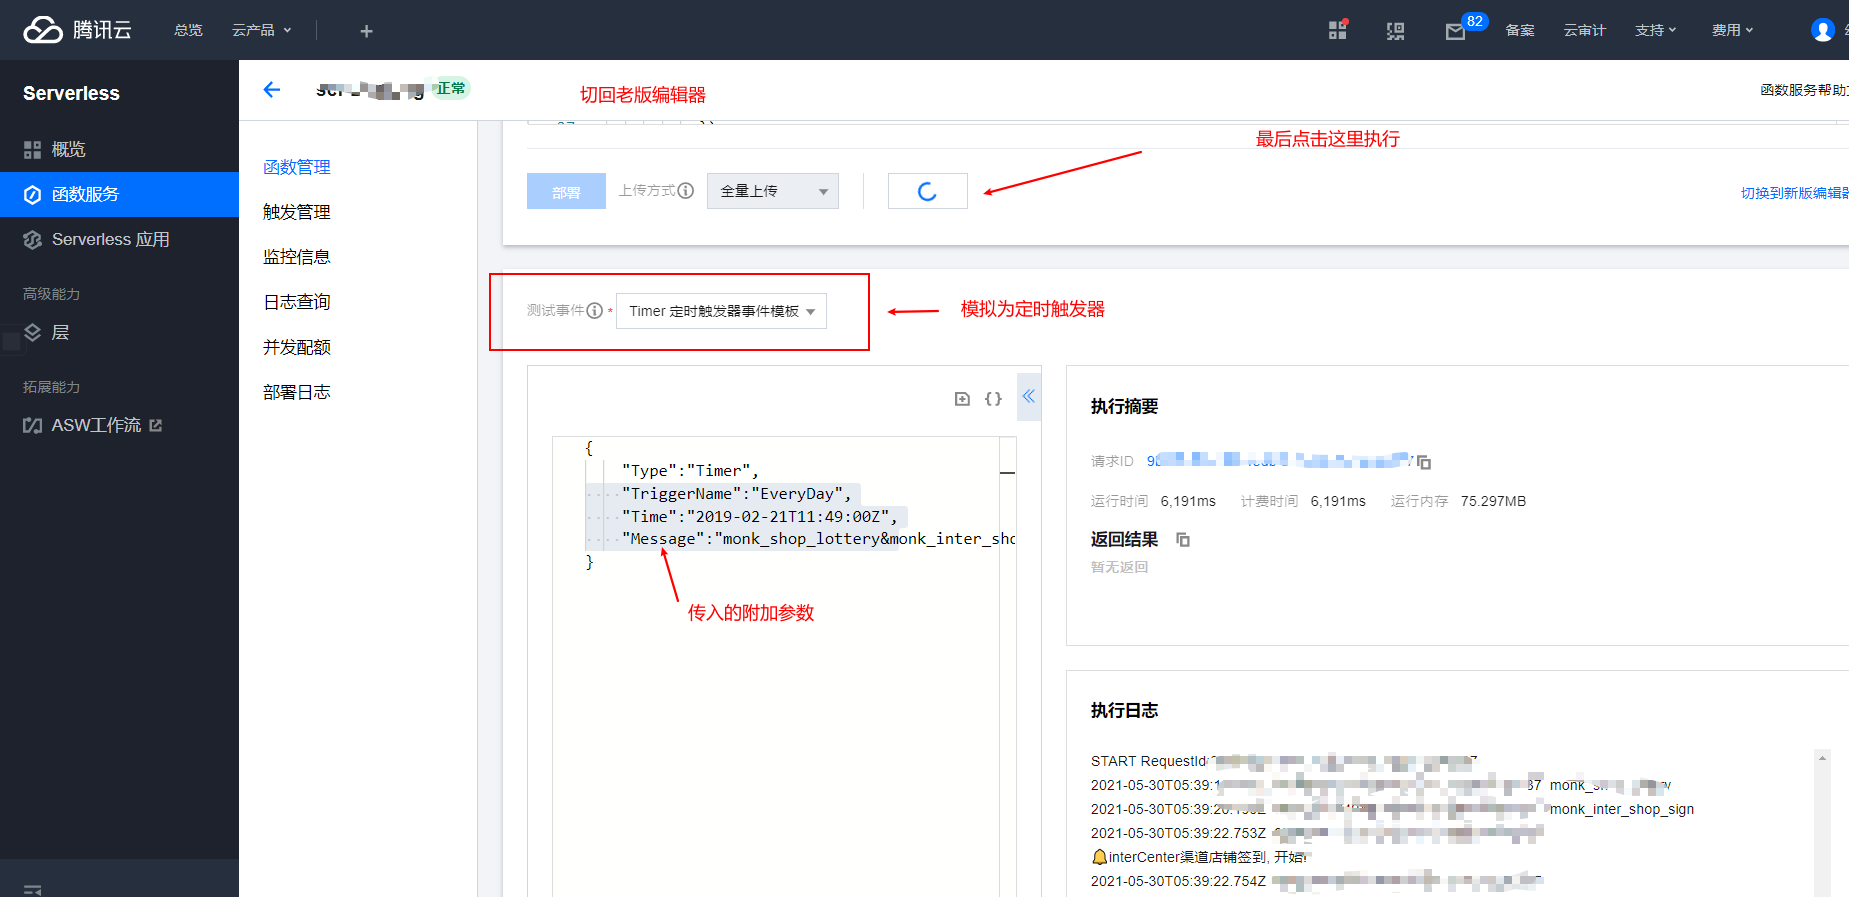 腾讯云
总览
云产品
82
备案
云审计
支持
费用
Serverless
正常
切回老版编辑器
函数服务帮助
概览
函数服务
Serverless 应用
高级能力
层
拓展能力
ASW工作流
函数管理
触发管理
监控信息
日志查询
并发配额
部署日志
最后点击这里执行
部署
上传方式
全量上传
切换到新版编辑器
测试事件 *
Timer 定时触发器事件模板
模拟为定时触发器
{
"Type":"Timer",
"TriggerName":"EveryDay",
"Time":"2019-02-21T11:49:00Z",
"Message":"monk_shop_lottery&monk_inter_sho
}
传入的附加参数
执行摘要
请求ID
运行时间 6,191ms 计费时间 6,191ms 运行内存 75.297MB
返回结果
暂无返回
执行日志
START RequestId
2021-05-30T05:39:
2021-05-30T05:39:20 monk_inter_shop_sign
2021-05-30T05:39:22.753Z
🔔interCenter渠道店铺签到, 开始!
2021-05-30T05:39:22.754Z